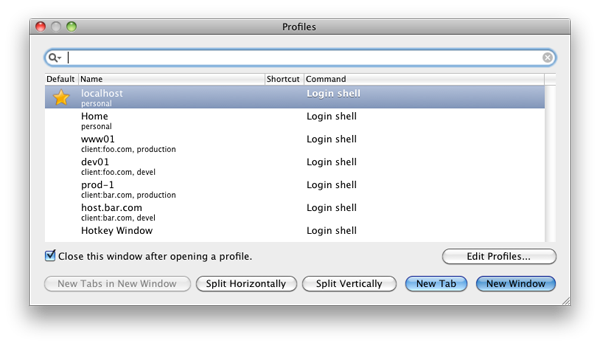 Profiles
Default Name Shortcut Command
localhost Login shell
personal
Home Login shell
personal
www01 Login shell
client:foo.com, production
dev01 Login shell
client:foo.com, devel
prod-1 Login shell
client:bar.com, production
host.bar.com Login shell
client:bar.com, devel
Hotkey Window Login shell
Close this window after opening a profile. Edit Profiles...
New Tabs in New Window Split Horizontally Split Vertically New Tab New Window